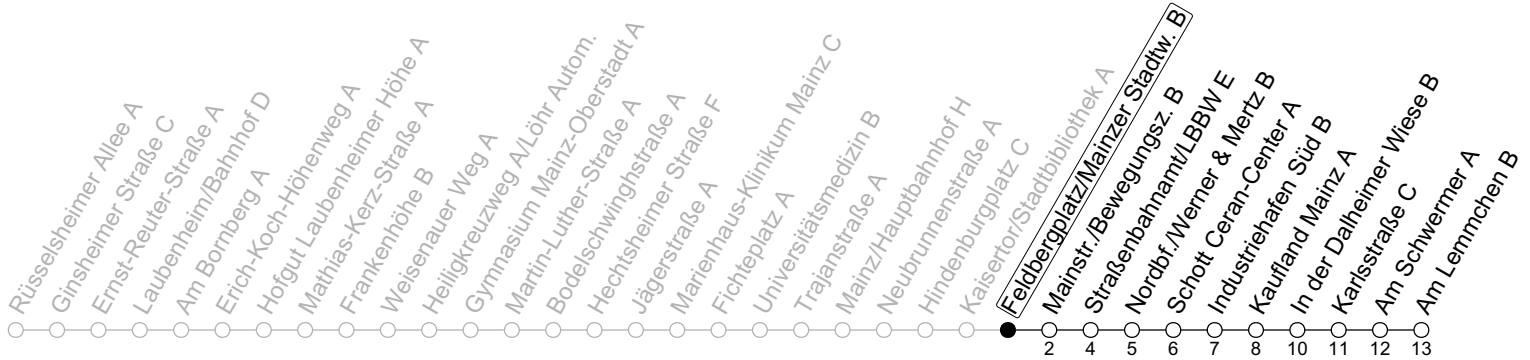 Rüsselsheimer Allee A
Ginsheimer Straße C
Ernst-Reuter-Straße A
Laubenheim/Bahnhof D
Am Bornberg A
Erich-Koch-Höhenweg A
Hofgut Laubenheimer Höhe A
Mathias-Kerz-Straße A
Frankenhöhe B
Weisenauer Weg A
Heiligkreuzweg A/Löhr Autom.
Gymnasium Mainz-Oberstadt A
Martin-Luther-Straße A
Bodelschwinghstraße A
Hechtsheimer Straße F
Jägerstraße A
Marienhaus-Klinikum Mainz C
Fichteplatz A
Universitätsmedizin B
Trajanstraße A
Mainz/Hauptbahnhof H
Neubrunnenstraße A
Hindenburgplatz C
Kaisertor/Stadtbibliothek A
Feldbergplatz/Mainzer Stadtw. B
Mainstr./Bewegungsz. B
Straßenbahnamt/LBBW E
Nordbf./Werner & Mertz B
Schott Ceran-Center A
Industriehafen Süd B
Kaufland Mainz A
In der Dalheimer Wiese B
Karlsstraße C
Am Schwermer A
Am Lemmchen B
2 4 5 6 7 8 10 11 12 13